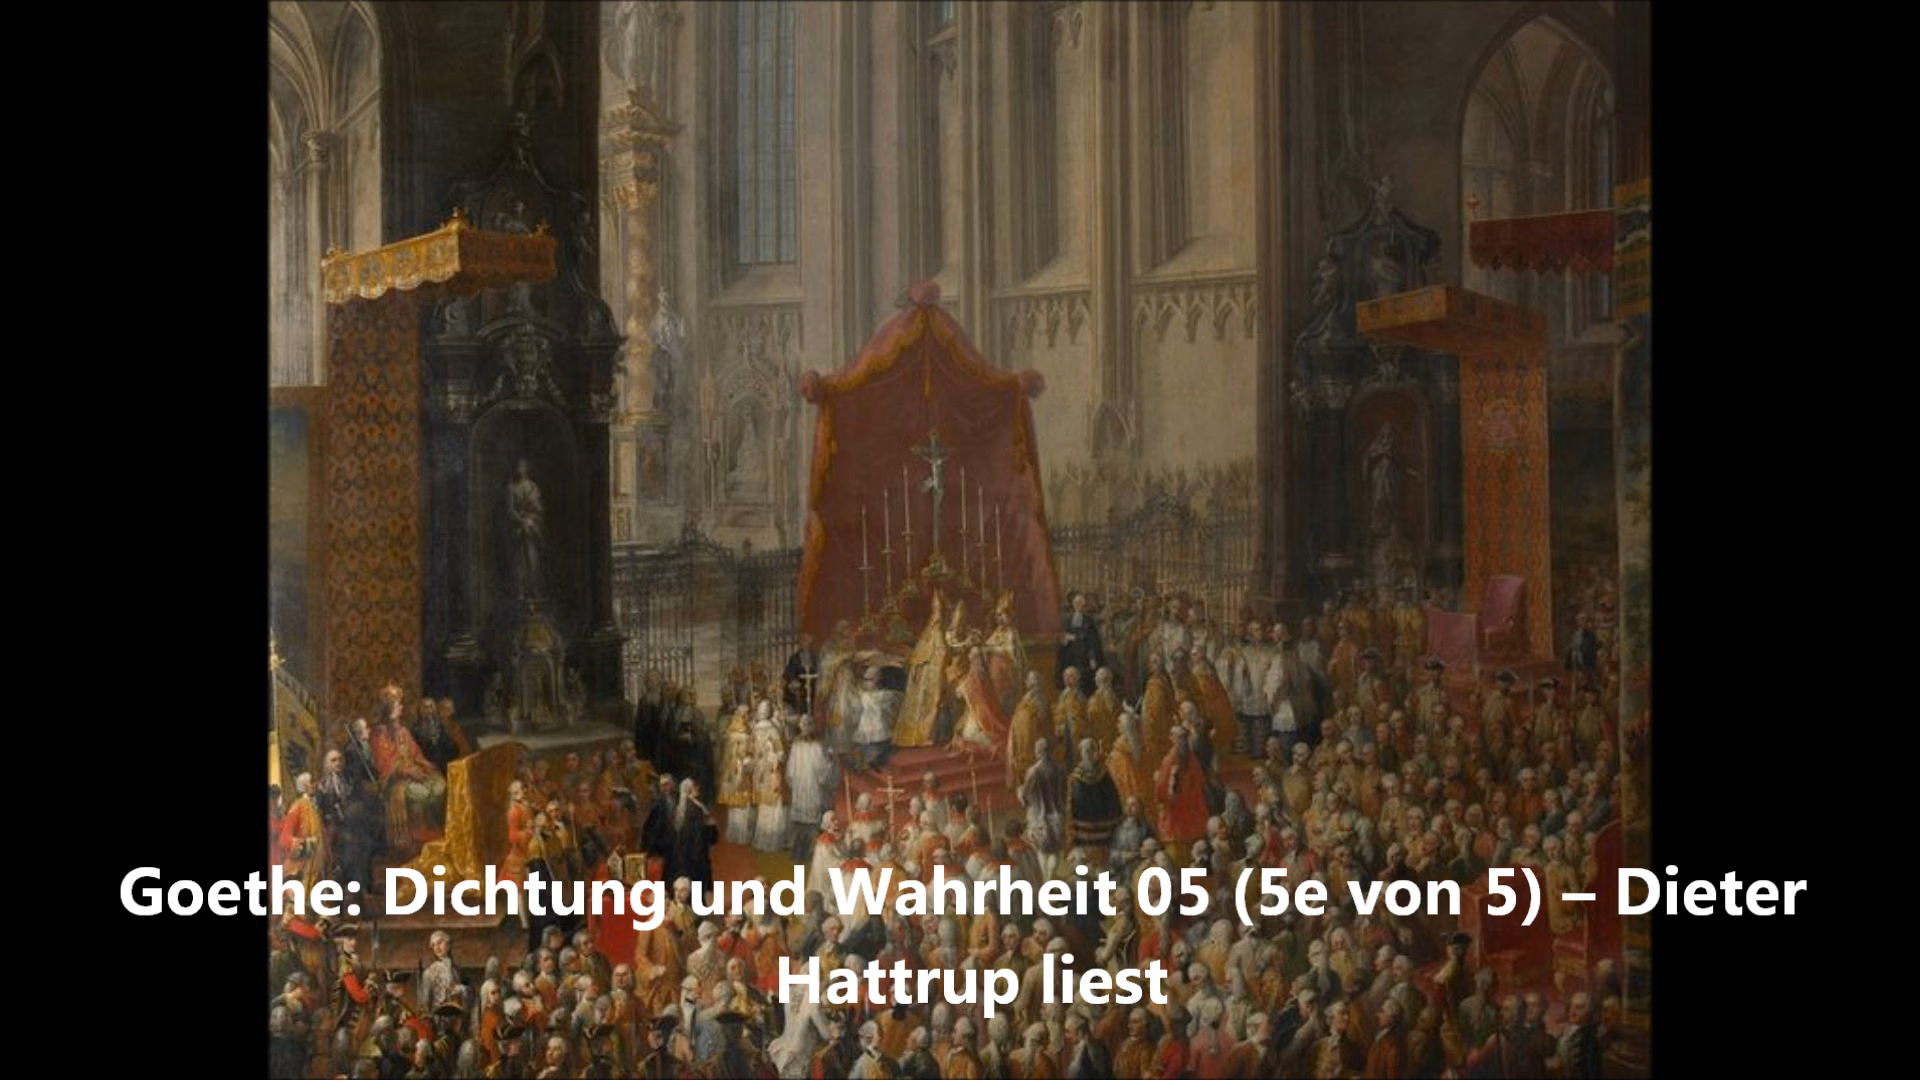 Goethe: Dichtung und Wahrheit 05 (5e von 5) – Dieter
Hattrup liest